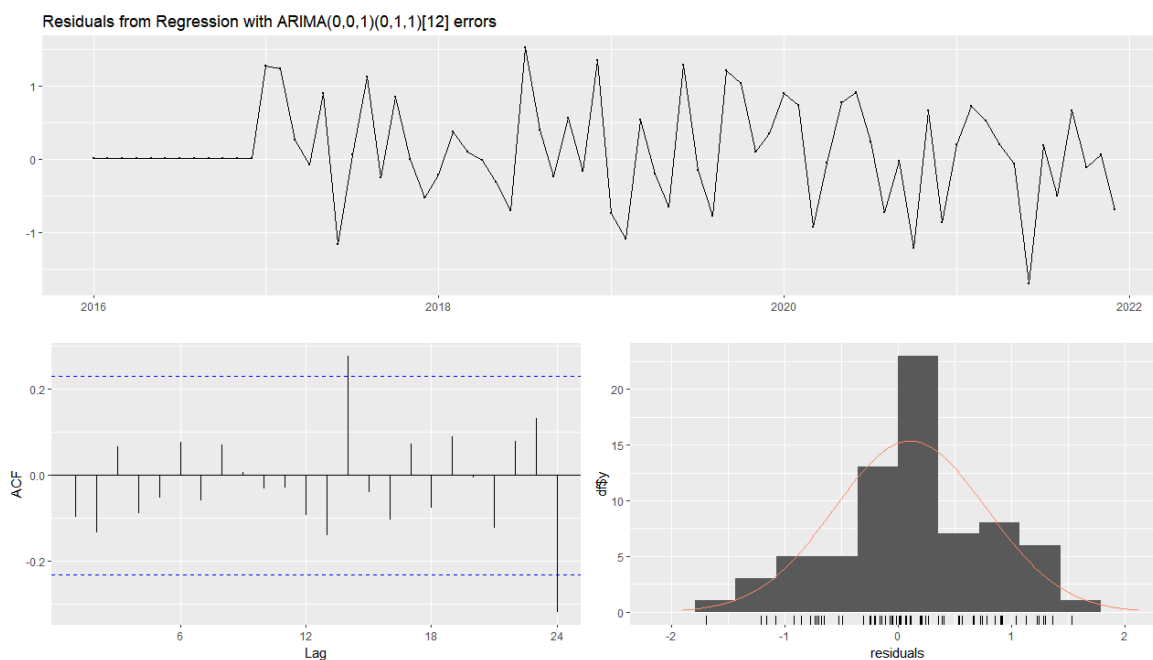 Residuals from Regression with ARIMA(0,0,1)(0,1,1)[12] errors
1
0
-1
2016 2018 2020 2022
ACF
0.2
0.0
-0.2
6 12 18 24
Lag
df$y
20
15
10
5
0
-2 -1 0 1 2
residuals